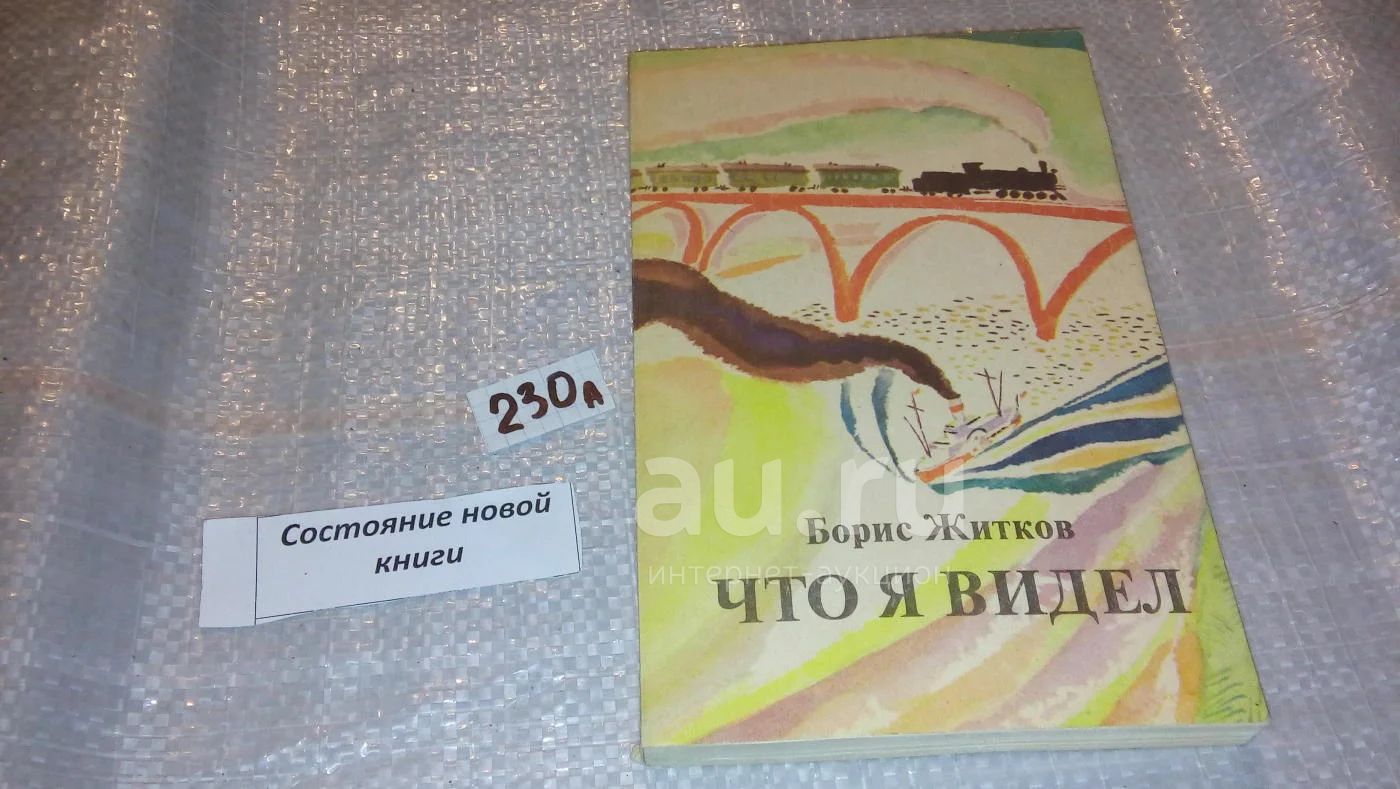 230А
Состояние новой
книги
au.ru
интернет-аукцион
Борис Житков
ЧТО Я ВИДЕЛ